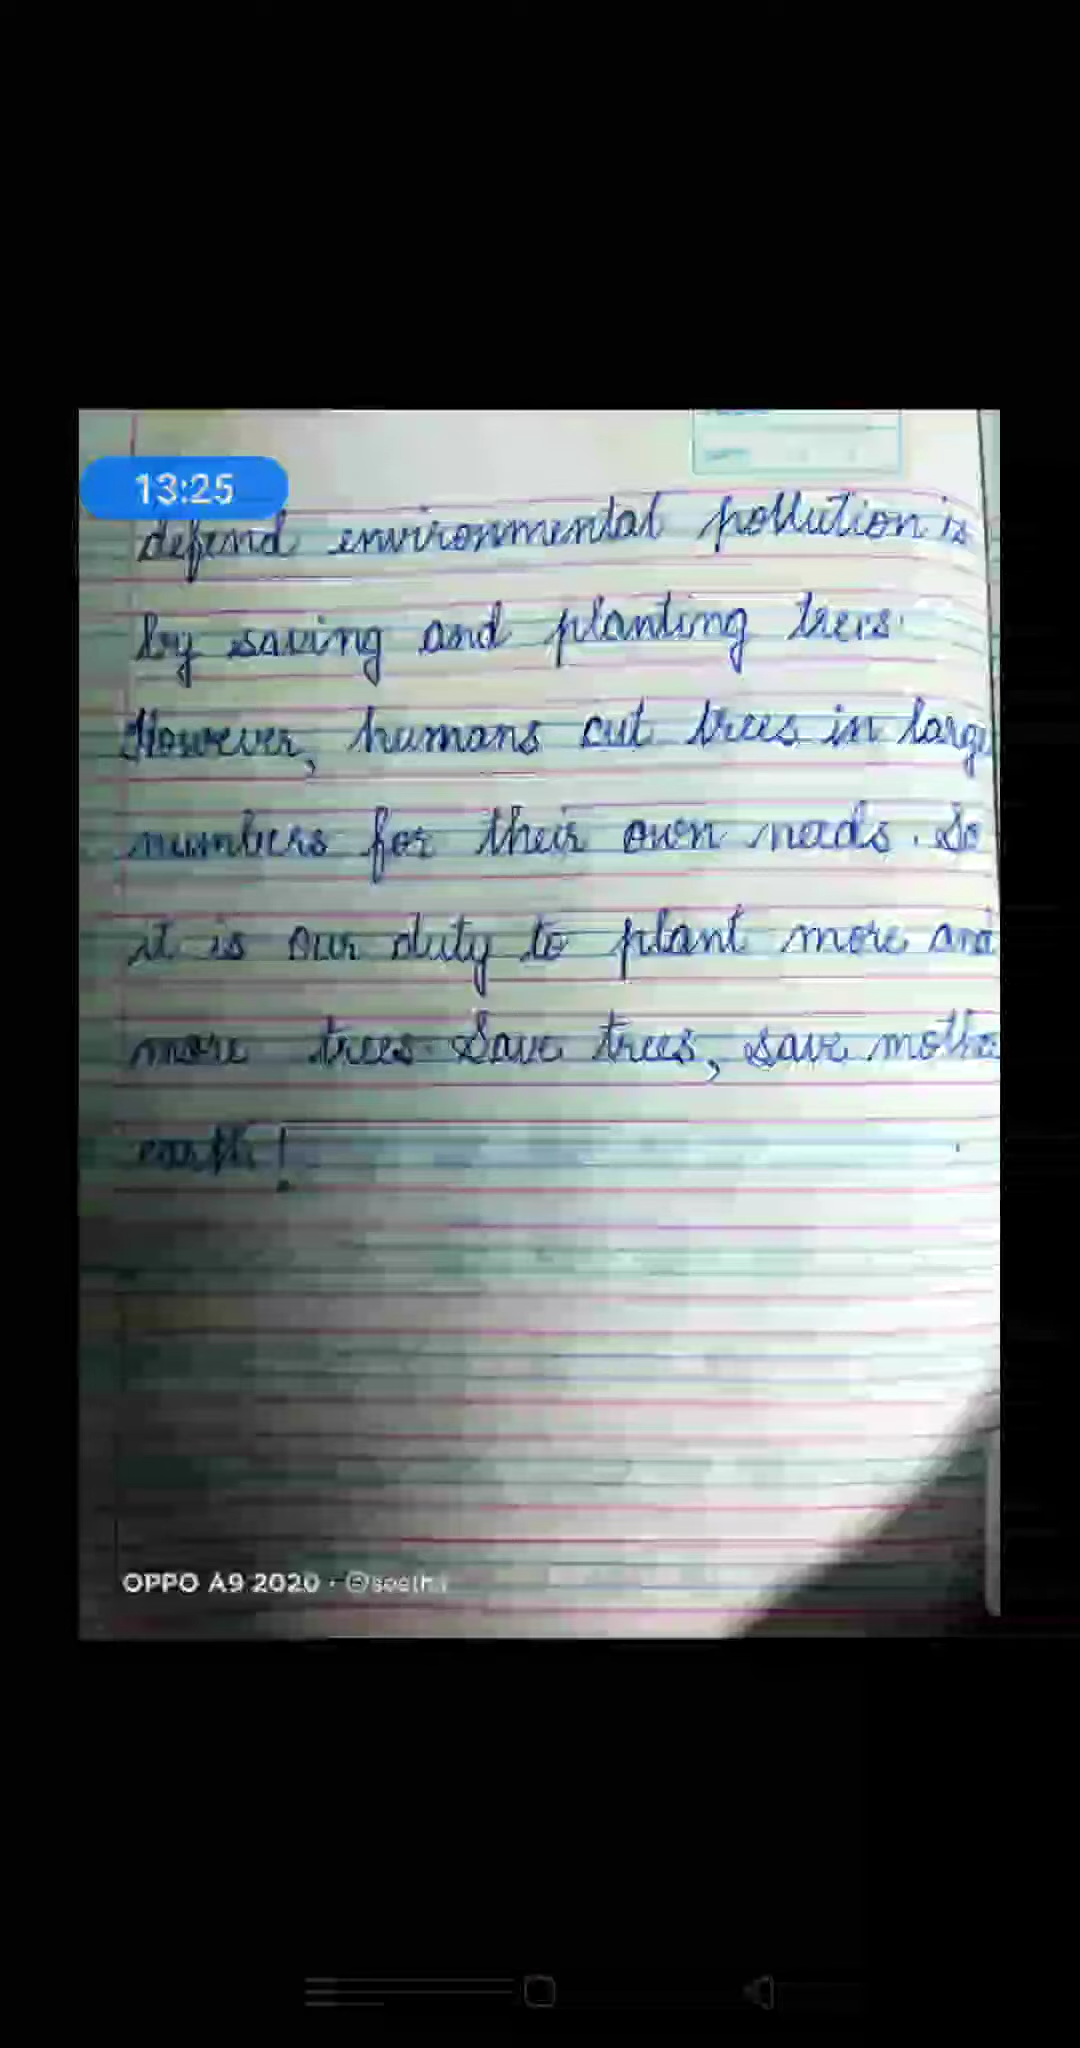 13:25
defend environmental pollution is
by saving and planting trees.
However, humans cut trees in large
numbers for their own needs. So
it is our duty to plant more and
more trees. Save trees, save mothe
earth!
OPPO A9 2020 ·